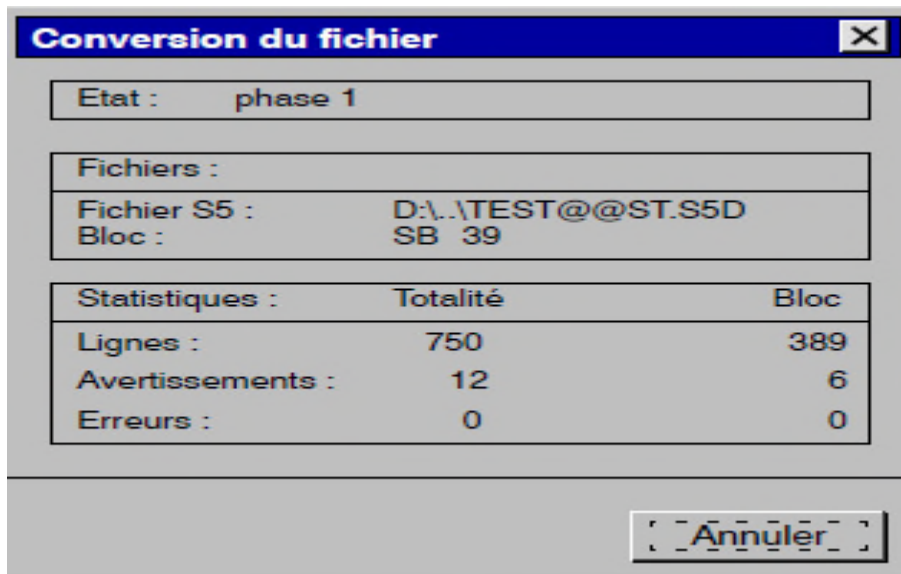 Conversion du fichier
Etat : phase 1
Fichiers :
Fichier S5 : D:\..\TEST@@ST.S5D
Bloc : SB 39
Statistiques : Totalité Bloc
Lignes : 750 389
Avertissements : 12 6
Erreurs : 0 0
Annuler